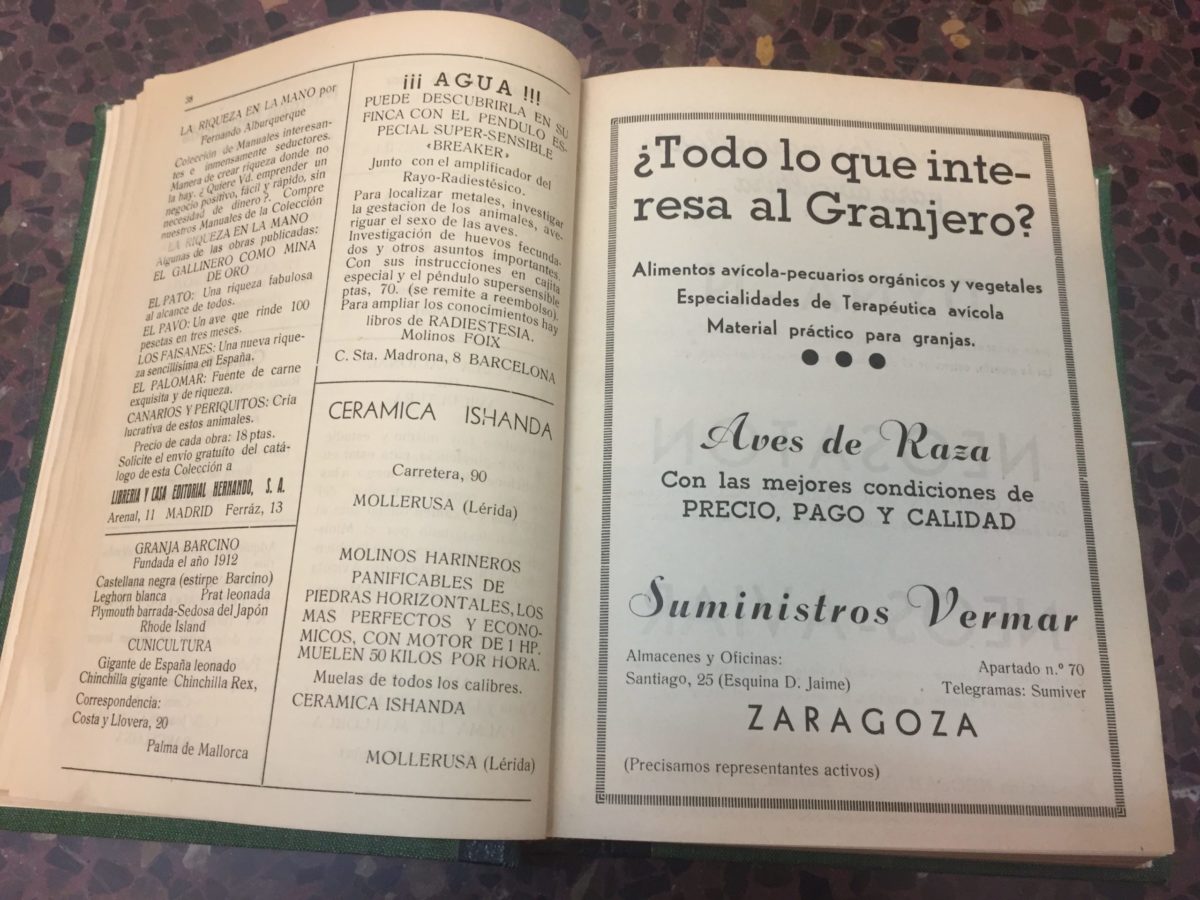 38
LA RIQUEZA EN LA MANO por
Fernando Alburquerque
Colección de Manuales interesan-
tes e inmensamente seductores.
Manera de crear riqueza donde no
la hay. ¿Quiere Vd. emprender un
negocio positivo, fácil y rápido, sin
necesidad de dinero?. Compre
nuestros Manuales de la Colección
LA RIQUEZA EN LA MANO
Algunas de las obras publicadas:
EL GALLINERO COMO MINA
DE ORO
EL PATO: Una riqueza fabulosa
al alcance de todos.
EL PAVO: Un ave que rinde 100
pesetas en tres meses.
LOS FAISANES: Una nueva rique-
za sencillísima en España.
EL PALOMAR: Fuente de carne
exquisita y de riqueza.
CANARIOS Y PERIQUITOS: Cría
lucrativa de estos animales.
Precio de cada obra: 18 ptas.
Solicite el envío gratuito del catá-
logo de esta Colección a
LIBRERIA Y CASA EDITORIAL HERNANDO, S. A.
Arenal, 11 MADRID Ferráz, 13
GRANJA BARCINO
Fundada el año 1912
Castellana negra (estirpe Barcino)
Leghorn blanca Prat leonada
Plymouth barrada-Sedosa del Japón
Rhode Island
CUNICULTURA
Gigante de España leonado
Chinchilla gigante Chinchilla Rex,
Correspondencia:
Costa y Llovera, 20
Palma de Mallorca
¡¡¡ AGUA !!!
PUEDE DESCUBRIRLA EN SU
FINCA CON EL PENDULO ES-
PECIAL SUPER-SENSIBLE
«BREAKER»
Junto con el amplificador del
Rayo-Radiestésico.
Para localizar metales, investigar
la gestacion de los animales, ave-
riguar el sexo de las aves.
Investigación de huevos fecunda-
dos y otros asuntos importantes.
Con sus instrucciones en cajita
especial y el péndulo supersensible
ptas, 70. (se remite a reembolso).
Para ampliar los conocimientos hay
libros de RADIESTESIA.
Molinos FOIX
C. Sta. Madrona, 8 BARCELONA
CERAMICA ISHANDA
Carretera, 90
MOLLERUSA (Lérida)
MOLINOS HARINEROS
PANIFICABLES DE
PIEDRAS HORIZONTALES, LOS
MAS PERFECTOS Y ECONO-
MICOS, CON MOTOR DE 1 HP.
MUELEN 50 KILOS POR HORA.
Muelas de todos los calibres.
CERAMICA ISHANDA
MOLLERUSA (Lérida)
¿Todo lo que inte-
resa al Granjero?
Alimentos avícola-pecuarios orgánicos y vegetales
Especialidades de Terapéutica avícola
Material práctico para granjas.
Aves de Raza
Con las mejores condiciones de
PRECIO, PAGO Y CALIDAD
Suministros Vermar
Almacenes y Oficinas:
Santiago, 25 (Esquina D. Jaime)
Apartado n.º 70
Telegramas: Sumiver
ZARAGOZA
(Precisamos representantes activos)